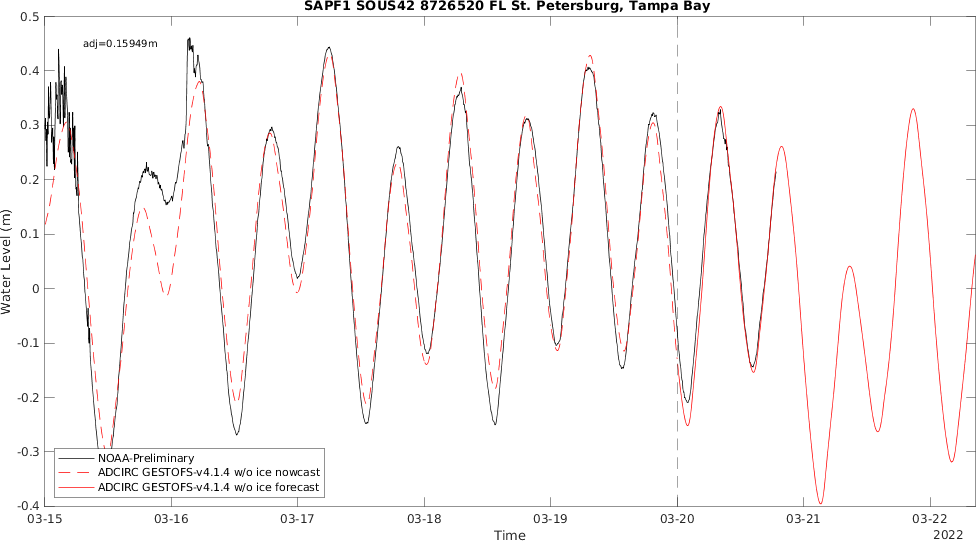 SAPF1 SOUS42 8726520 FL St. Petersburg, Tampa Bay
adj=0.15949m
0.5
0.4
0.3
0.2
0.1
0
-0.1
-0.2
-0.3
-0.4
Water Level (m)
NOAA-Preliminary
ADCIRC GESTOFS-v4.1.4 w/o ice nowcast
ADCIRC GESTOFS-v4.1.4 w/o ice forecast
03-15 03-16 03-17 03-18 03-19 03-20 03-21 03-22
Time
2022